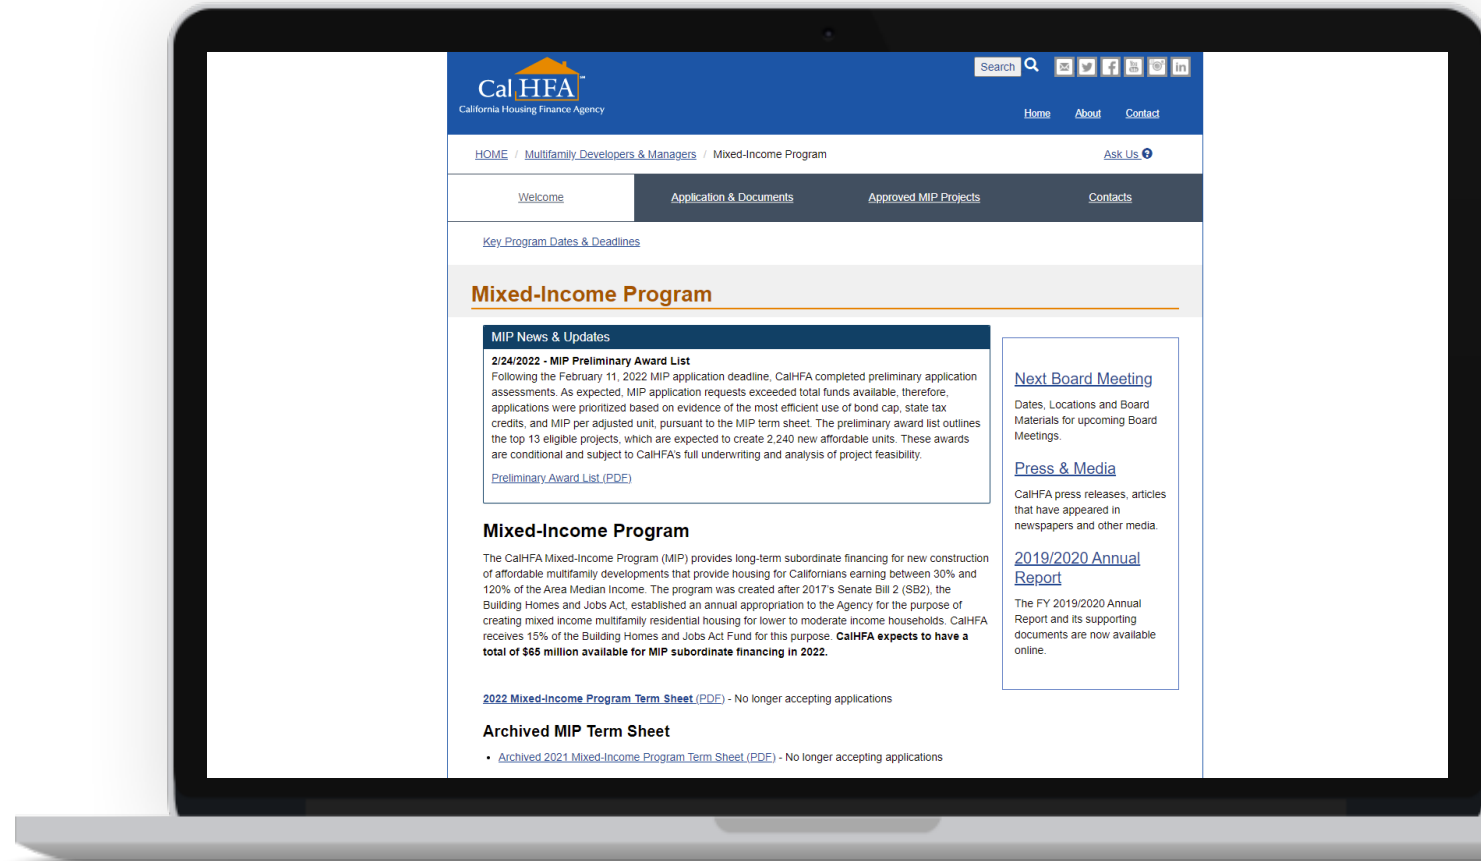 Cal HFA
California Housing Finance Agency
Search
Home About Contact
HOME / Multifamily Developers & Managers / Mixed-Income Program
Ask Us
Welcome
Application & Documents
Approved MIP Projects
Contacts
Key Program Dates & Deadlines
Mixed-Income Program
MIP News & Updates
2/24/2022 - MIP Preliminary Award List
Following the February 11, 2022 MIP application deadline, CalHFA completed preliminary application
assessments. As expected, MIP application requests exceeded total funds available, therefore,
applications were prioritized based on evidence of the most efficient use of bond cap, state tax
credits, and MIP per adjusted unit, pursuant to the MIP term sheet. The preliminary award list outlines
the top 13 eligible projects, which are expected to create 2,240 new affordable units. These awards
are conditional and subject to CalHFA's full underwriting and analysis of project feasibility.
Preliminary Award List (PDF)
Mixed-Income Program
The CalHFA Mixed-Income Program (MIP) provides long-term subordinate financing for new construction
of affordable multifamily developments that provide housing for Californians earning between 30% and
120% of the Area Median Income. The program was created after 2017's Senate Bill 2 (SB2), the
Building Homes and Jobs Act, established an annual appropriation to the Agency for the purpose of
creating mixed income multifamily residential housing for lower to moderate income households. CalHFA
receives 15% of the Building Homes and Jobs Act Fund for this purpose. CalHFA expects to have a
total of $65 million available for MIP subordinate financing in 2022.
2022 Mixed-Income Program Term Sheet (PDF) - No longer accepting applications
Archived MIP Term Sheet
• Archived 2021 Mixed-Income Program Term Sheet (PDF) - No longer accepting applications
Next Board Meeting
Dates, Locations and Board
Materials for upcoming Board
Meetings.
Press & Media
CalHFA press releases, articles
that have appeared in
newspapers and other media.
2019/2020 Annual
Report
The FY 2019/2020 Annual
Report and its supporting
documents are now available
online.